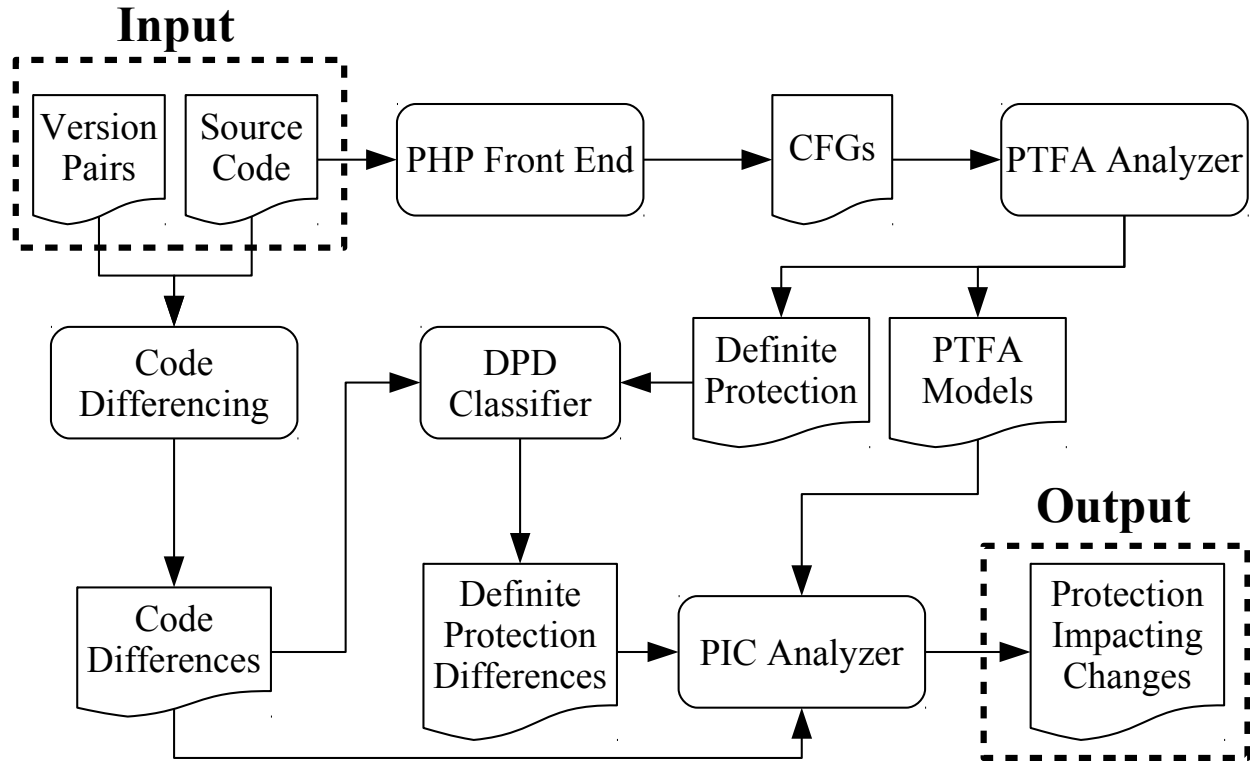 Input
Version
Pairs
Source
Code
PHP Front End
CFGs
PTFA Analyzer
Code
Differencing
DPD
Classifier
Definite
Protection
PTFA
Models
Output
Code
Differences
Definite
Protection
Differences
PIC Analyzer
Protection
Impacting
Changes